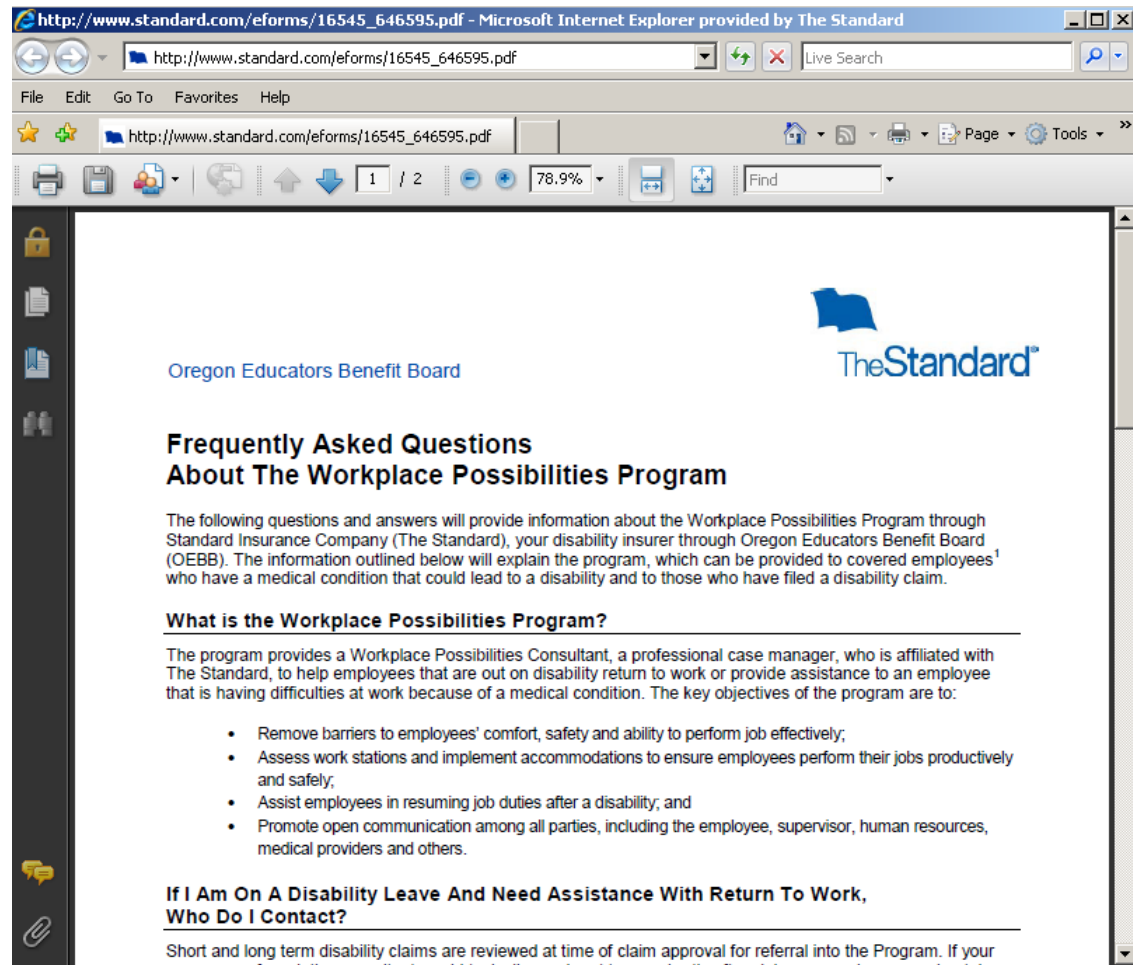 http://www.standard.com/eforms/16545_646595.pdf - Microsoft Internet Explorer provided by The Standard
http://www.standard.com/eforms/16545_646595.pdf
Live Search
File Edit Go To Favorites Help
http://www.standard.com/eforms/16545_646595.pdf
Page Tools
1 / 2 78.9% Find
TheStandard®
Oregon Educators Benefit Board
Frequently Asked Questions
About The Workplace Possibilities Program
The following questions and answers will provide information about the Workplace Possibilities Program through
Standard Insurance Company (The Standard), your disability insurer through Oregon Educators Benefit Board
(OEBB). The information outlined below will explain the program, which can be provided to covered employees¹
who have a medical condition that could lead to a disability and to those who have filed a disability claim.
What is the Workplace Possibilities Program?
The program provides a Workplace Possibilities Consultant, a professional case manager, who is affiliated with
The Standard, to help employees that are out on disability return to work or provide assistance to an employee
that is having difficulties at work because of a medical condition. The key objectives of the program are to:
• Remove barriers to employees' comfort, safety and ability to perform job effectively;
• Assess work stations and implement accommodations to ensure employees perform their jobs productively
and safely;
• Assist employees in resuming job duties after a disability; and
• Promote open communication among all parties, including the employee, supervisor, human resources,
medical providers and others.
If I Am On A Disability Leave And Need Assistance With Return To Work,
Who Do I Contact?
Short and long term disability claims are reviewed at time of claim approval for referral into the Program. If your